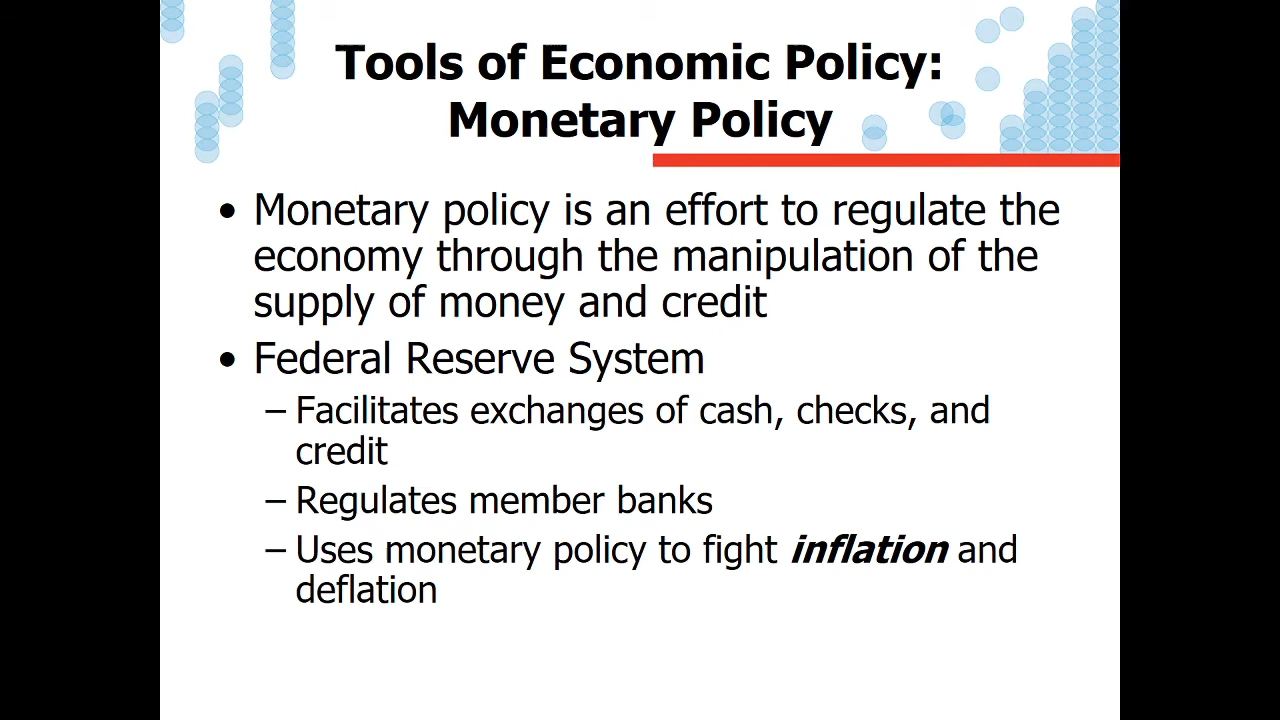 Tools of Economic Policy:
Monetary Policy
• Monetary policy is an effort to regulate the
economy through the manipulation of the
supply of money and credit
• Federal Reserve System
– Facilitates exchanges of cash, checks, and
credit
– Regulates member banks
– Uses monetary policy to fight inflation and
deflation